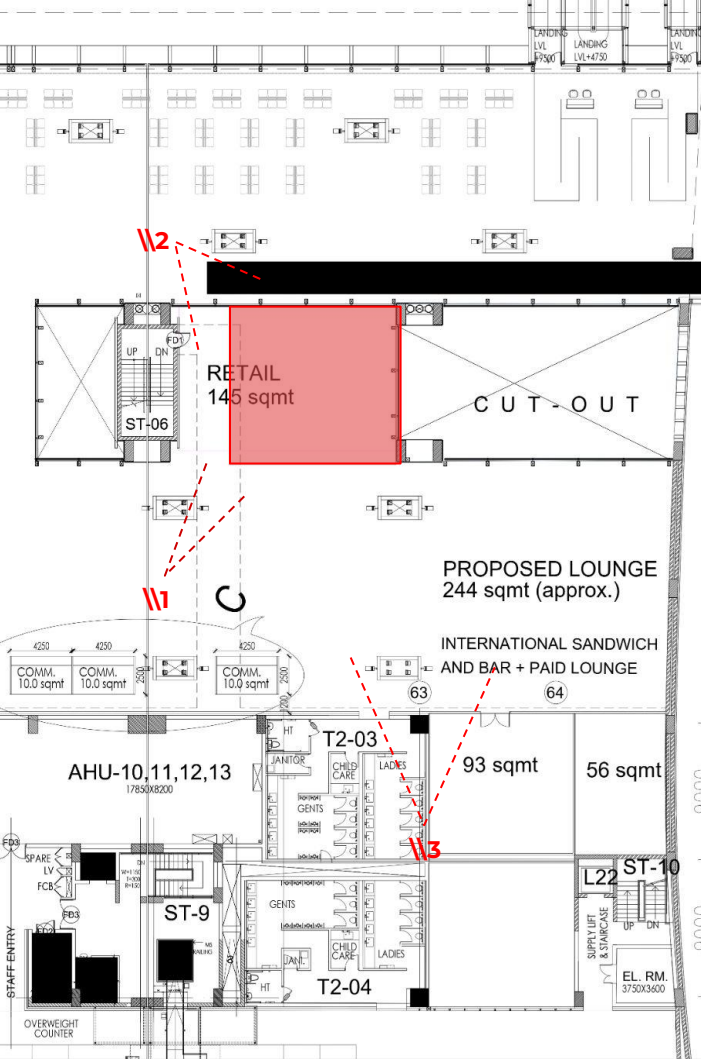 LANDING
LVL
+9500
LANDING
LVL+4750
LANDING
LVL
+9500
\\2
FD1
UP
DN
ST-06
RETAIL
145 sqmt
CUT-OUT
\\1
C
PROPOSED LOUNGE
244 sqmt (approx.)
INTERNATIONAL SANDWICH
AND BAR + PAID LOUNGE
63
64
4250
4250
4250
COMM.
10.0 sqmt
COMM.
10.0 sqmt
2500
COMM.
10.0 sqmt
2500
HT
T2-03
JANITOR
CHILD
CARE
LADIES
GENTS
AHU-10,11,12,13
17850X8200
93 sqmt
56 sqmt
\\3
FD3
SPARE
LV
FCB
FD3
DN
ST-9
STAFF ENTRY
OVERWEIGHT
COUNTER
GENTS
JANT.
CHILD
CARE
LADIES
HT
T2-04
L22
ST-10
SUPPLY LIFT
& STAIRCASE
UP
DN
EL. RM.
3750X3600